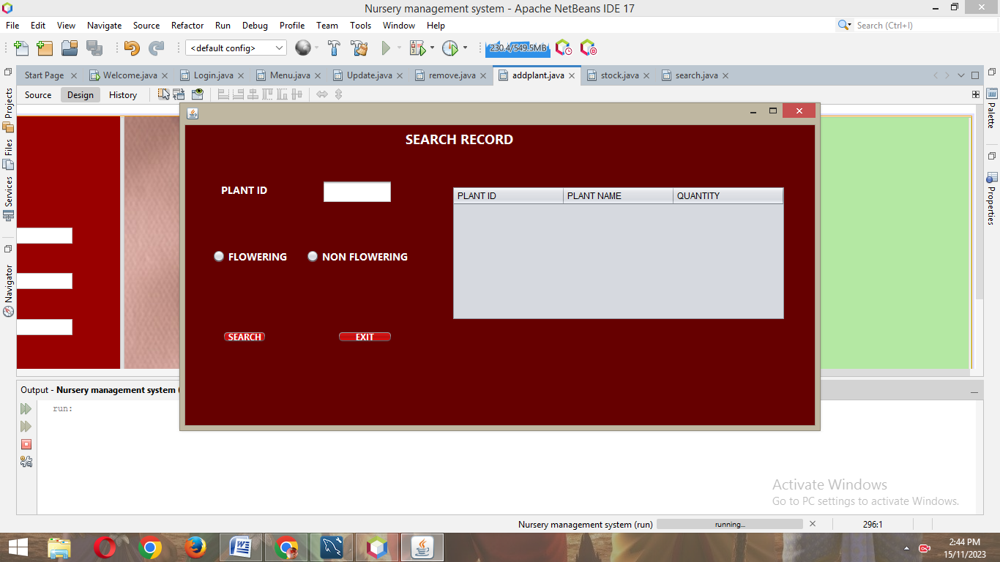 Nursery management system - Apache NetBeans IDE 17
File Edit View Navigate Source Refactor Run Debug Profile Team Tools Window Help
Search (Ctrl+I)
<default config>
230.4/549.5MB
Start Page Welcome.java Login.java Menu.java Update.java remove.java addplant.java stock.java search.java
Source Design History
Projects
Files
Services
Navigator
Palette
Properties
SEARCH RECORD
PLANT ID
PLANT ID PLANT NAME QUANTITY
FLOWERING NON FLOWERING
SEARCH EXIT
Output - Nursery management system (
run:
Activate Windows
Go to PC settings to activate Windows.
Nursery management system (run) running... 296:1
2:44 PM
15/11/2023